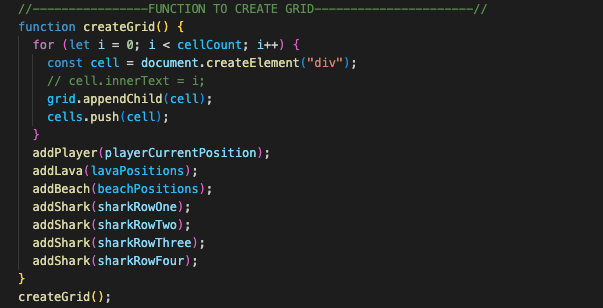 //----------------FUNCTION TO CREATE GRID----------------------//
function createGrid() {
  for (let i = 0; i < cellCount; i++) {
    const cell = document.createElement("div");
    // cell.innerText = i;
    grid.appendChild(cell);
    cells.push(cell);
  }
  addPlayer(playerCurrentPosition);
  addLava(lavaPositions);
  addBeach(beachPositions);
  addShark(sharkRowOne);
  addShark(sharkRowTwo);
  addShark(sharkRowThree);
  addShark(sharkRowFour);
}
createGrid();